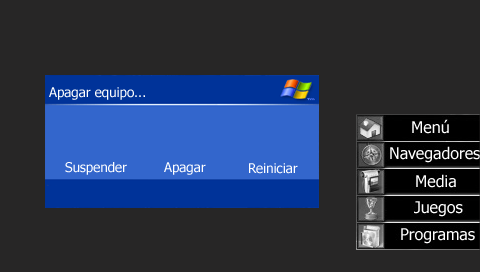 Apagar equipo...
Suspender Apagar Reiniciar
Menú
Navegadores
Media
Juegos
Programas